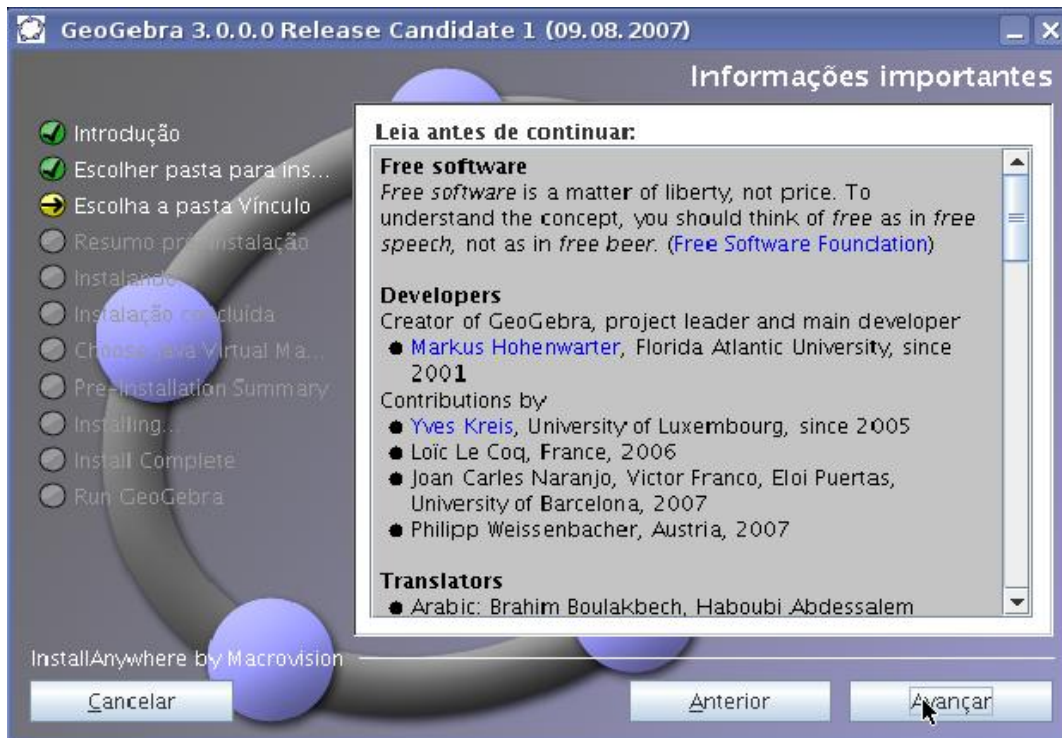 GeoGebra 3.0.0.0 Release Candidate 1 (09.08.2007)
Informações importantes
Introdução
Escolher pasta para ins...
Escolha a pasta Vínculo
Resumo pré-instalação
Instalando
Instalação concluída
Choose Java Virtual Ma...
Pre-Installation Summary
Installing...
Install Complete
Run GeoGebra
Leia antes de continuar:
Free software
Free software is a matter of liberty, not price. To
understand the concept, you should think of free as in free
speech, not as in free beer. (Free Software Foundation)
Developers
Creator of GeoGebra, project leader and main developer
● Markus Hohenwarter, Florida Atlantic University, since
2001
Contributions by
● Yves Kreis, University of Luxembourg, since 2005
● Loïc Le Coq, France, 2006
● Joan Carles Naranjo, Victor Franco, Eloi Puertas,
University of Barcelona, 2007
● Philipp Weissenbacher, Austria, 2007
Translators
● Arabic: Brahim Boulakbech, Haboubi Abdessalem
InstallAnywhere by Macrovision
Cancelar
Anterior
Avançar